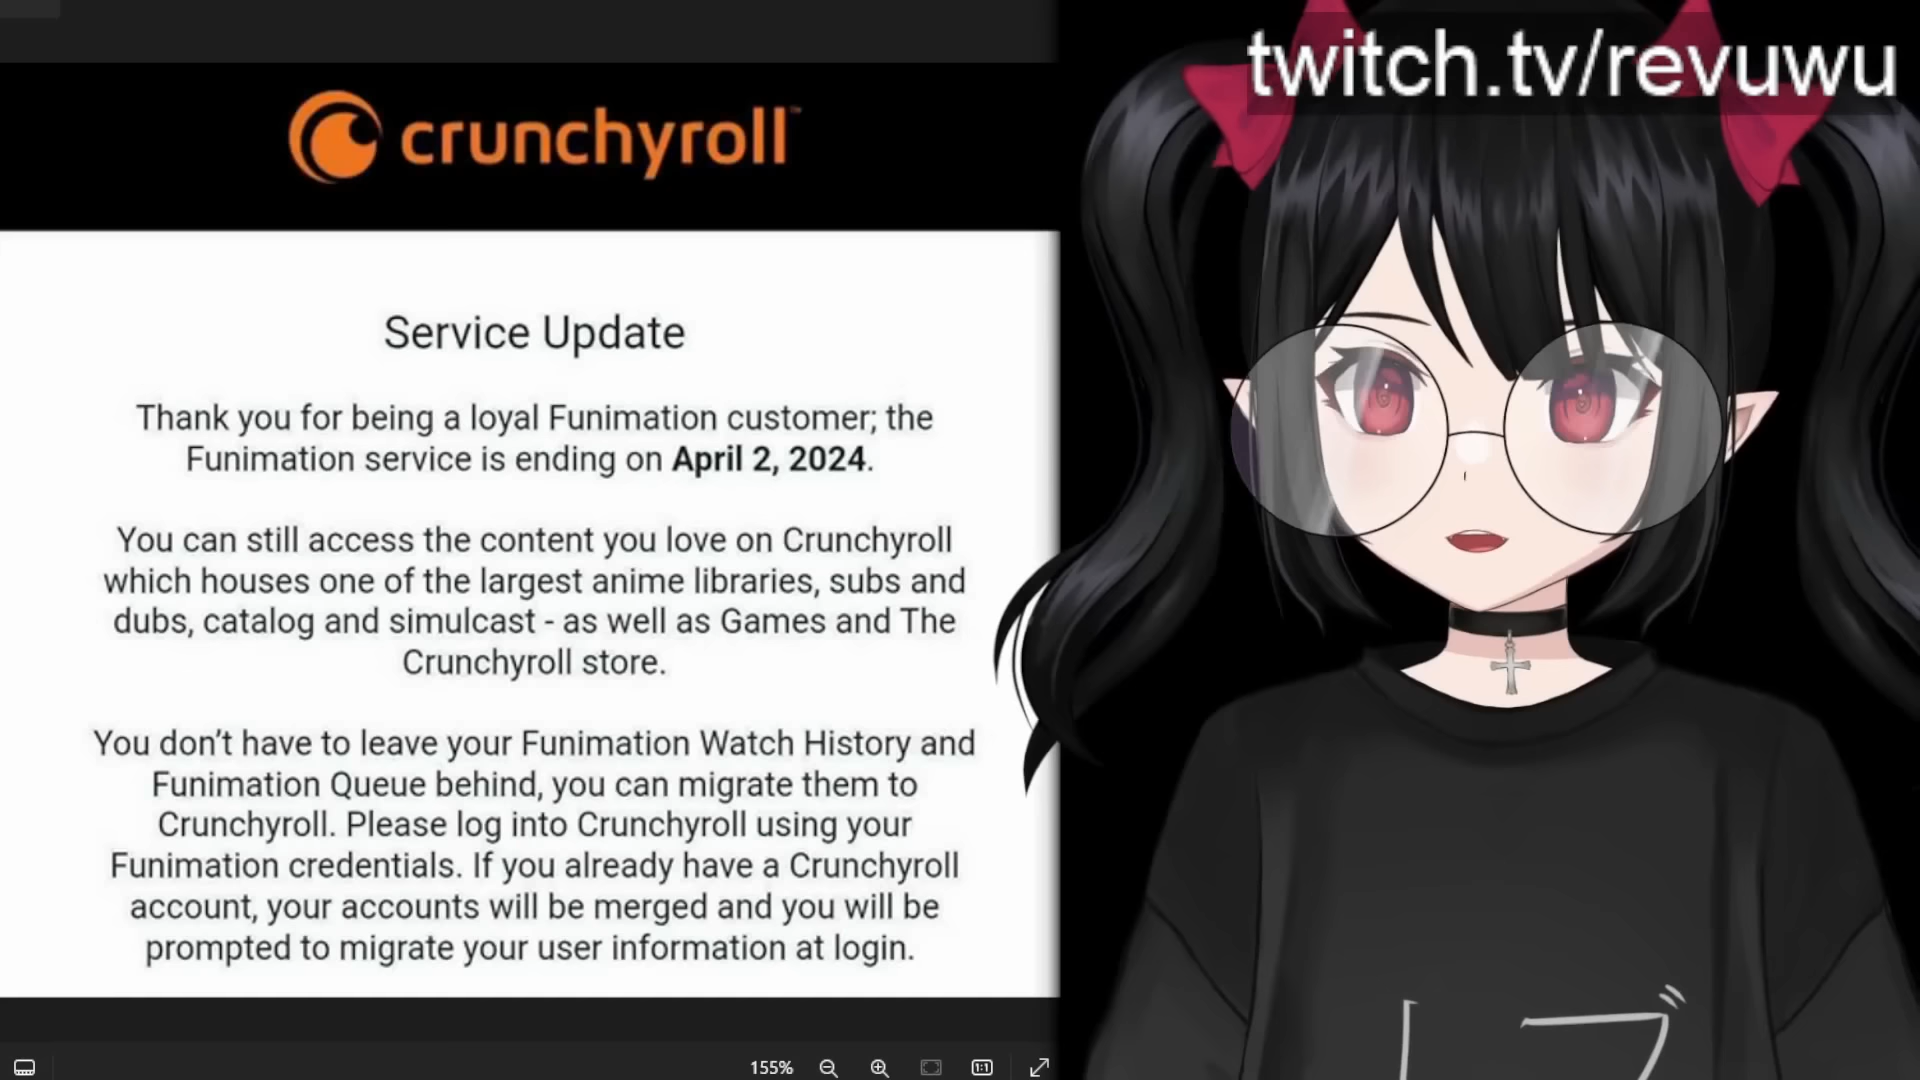 twitch.tv/revuwu
crunchyroll™
Service Update
Thank you for being a loyal Funimation customer; the
Funimation service is ending on April 2, 2024.
You can still access the content you love on Crunchyroll
which houses one of the largest anime libraries, subs and
dubs, catalog and simulcast - as well as Games and The
Crunchyroll store.
You don’t have to leave your Funimation Watch History and
Funimation Queue behind, you can migrate them to
Crunchyroll. Please log into Crunchyroll using your
Funimation credentials. If you already have a Crunchyroll
account, your accounts will be merged and you will be
prompted to migrate your user information at login.
155%
1:1